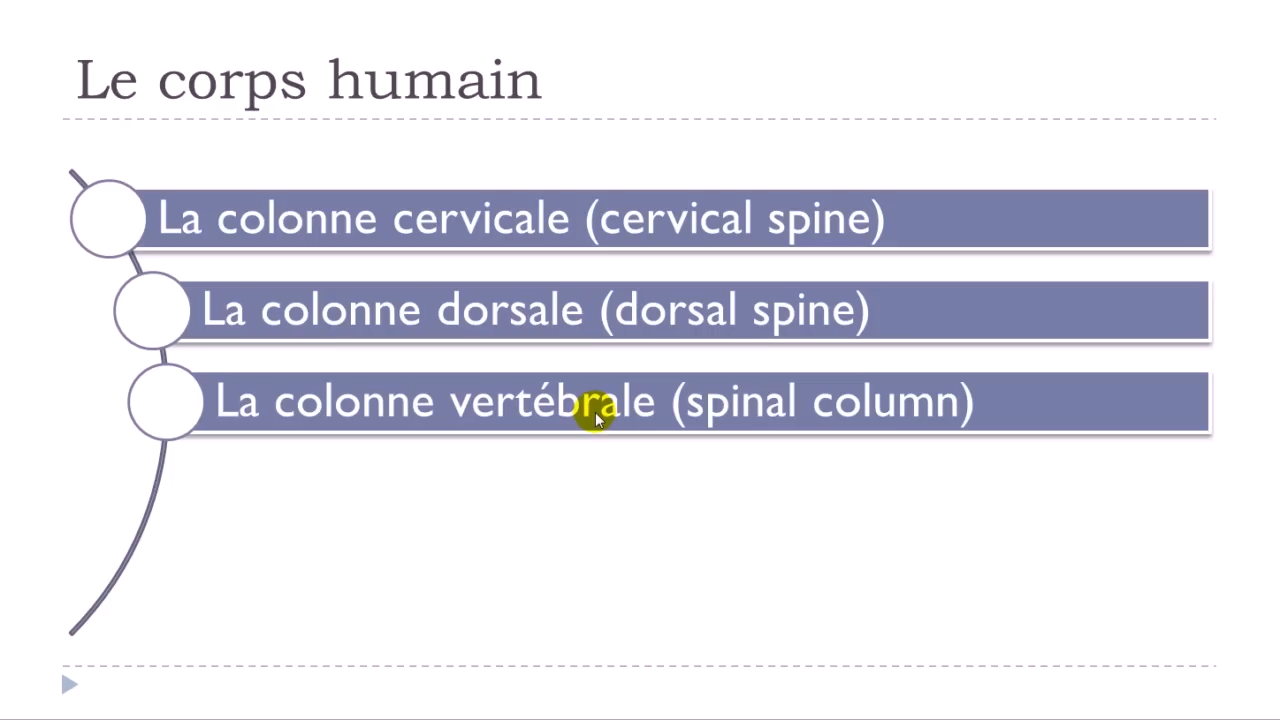 Le corps humain
La colonne cervicale (cervical spine)
La colonne dorsale (dorsal spine)
La colonne vertébrale (spinal column)